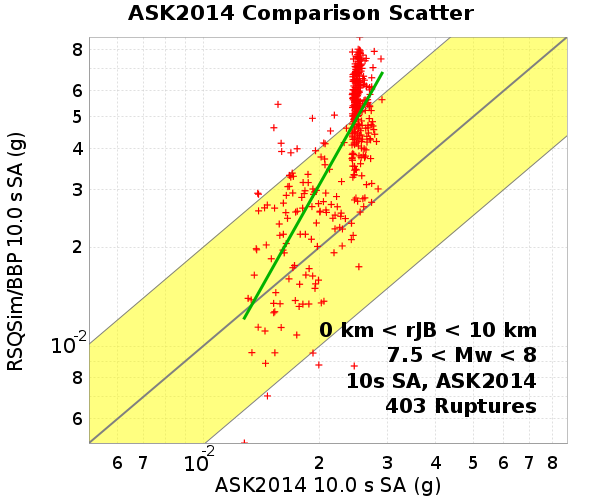 ASK2014 Comparison Scatter
RSQSim/BBP 10.0 s SA (g)
8
6
5
4
3
2
10-2
8
6
0 km < rJB < 10 km
7.5 < Mw < 8
10s SA, ASK2014
403 Ruptures
6 7 10-2 2 3 4 5 6 7 8
ASK2014 10.0 s SA (g)